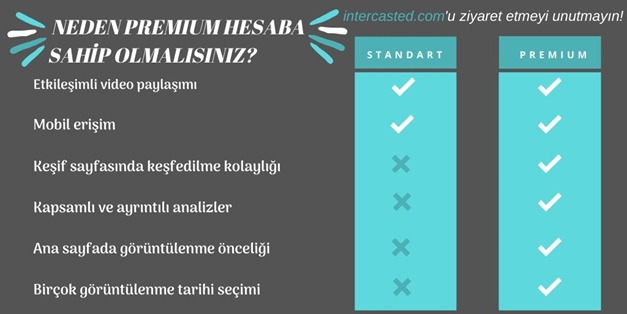 NEDEN PREMIUM HESABA
SAHİP OLMALISINIZ?
intercasted.com'u ziyaret etmeyi unutmayın!
STANDART
PREMIUM
Etkileşimli video paylaşımı
Mobil erişim
Keşif sayfasında keşfedilme kolaylığı
Kapsamlı ve ayrıntılı analizler
Ana sayfada görüntülenme önceliği
Birçok görüntülenme tarihi seçimi